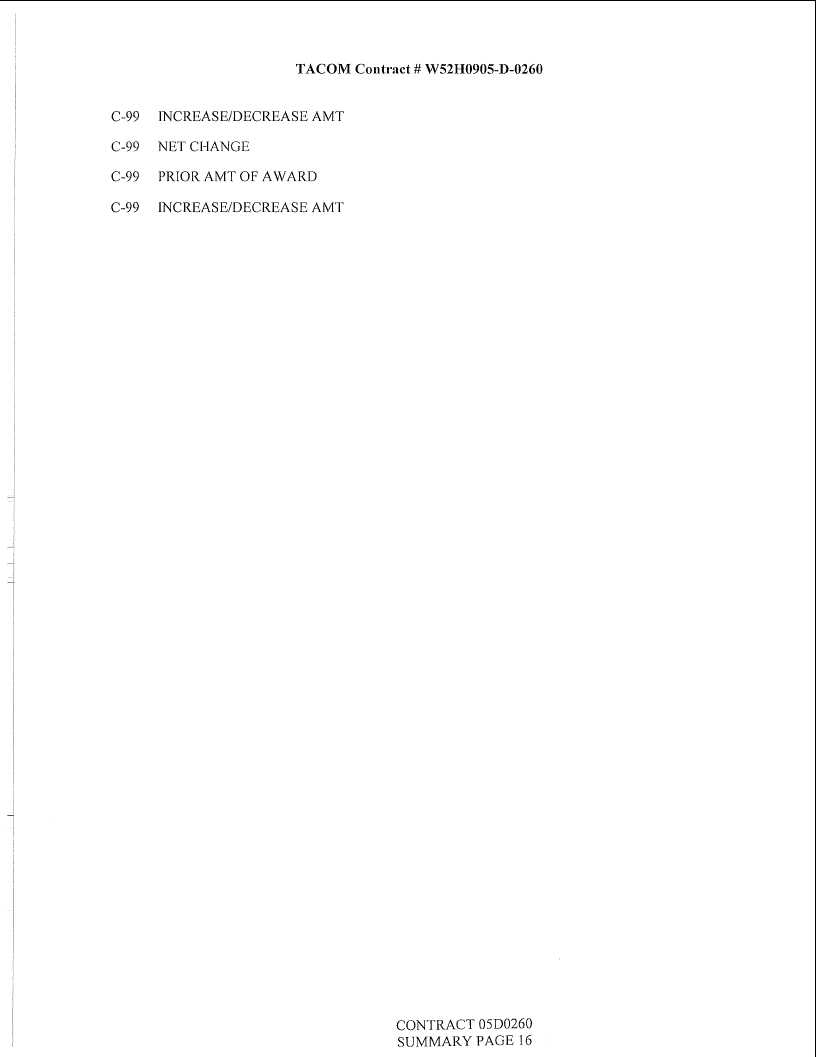 TACOM Contract # W52H0905-D-0260
C-99 INCREASE/DECREASE AMT
C-99 NET CHANGE
C-99 PRIOR AMT OF AWARD
C-99 INCREASE/DECREASE AMT
CONTRACT 05D0260
SUMMARY PAGE 16